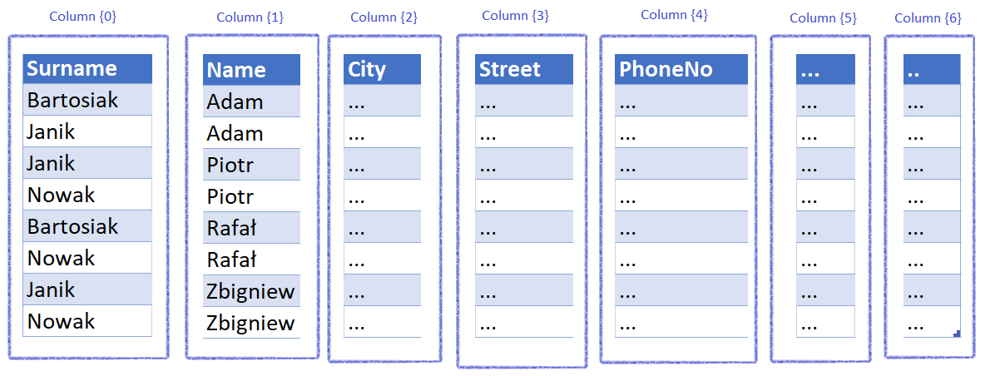 Column {0} Column {1} Column {2} Column {3} Column {4} Column {5} Column {6}
Surname Name City Street PhoneNo ... ..
Bartosiak Adam ... ... ... ... ...
Janik Adam ... ... ... ... ...
Janik Piotr ... ... ... ... ...
Nowak Piotr ... ... ... ... ...
Bartosiak Rafał ... ... ... ... ...
Nowak Rafał ... ... ... ... ...
Janik Zbigniew ... ... ... ... ...
Nowak Zbigniew ... ... ... ... ...